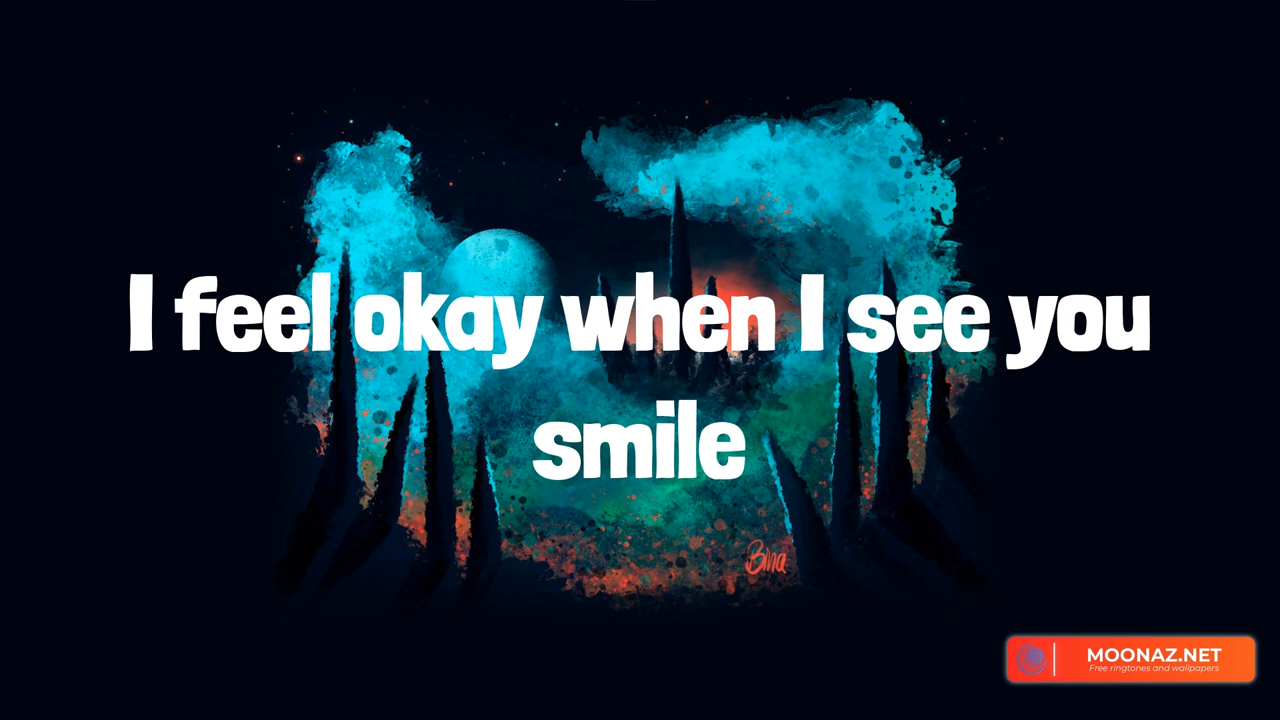 I feel okay when I see you
smile
Bina
MOONAZ.NET
Free ringtones and wallpapers